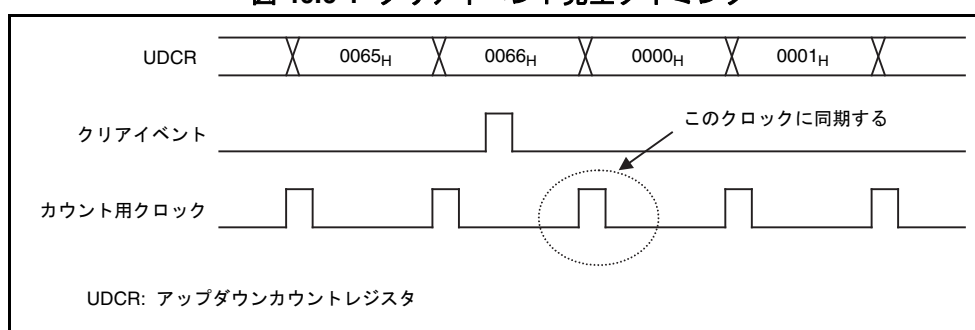 UDCR
0065H
0066H
0000H
0001H
クリアイベント
このクロックに同期する
カウント用クロック
UDCR: アップダウンカウントレジスタ